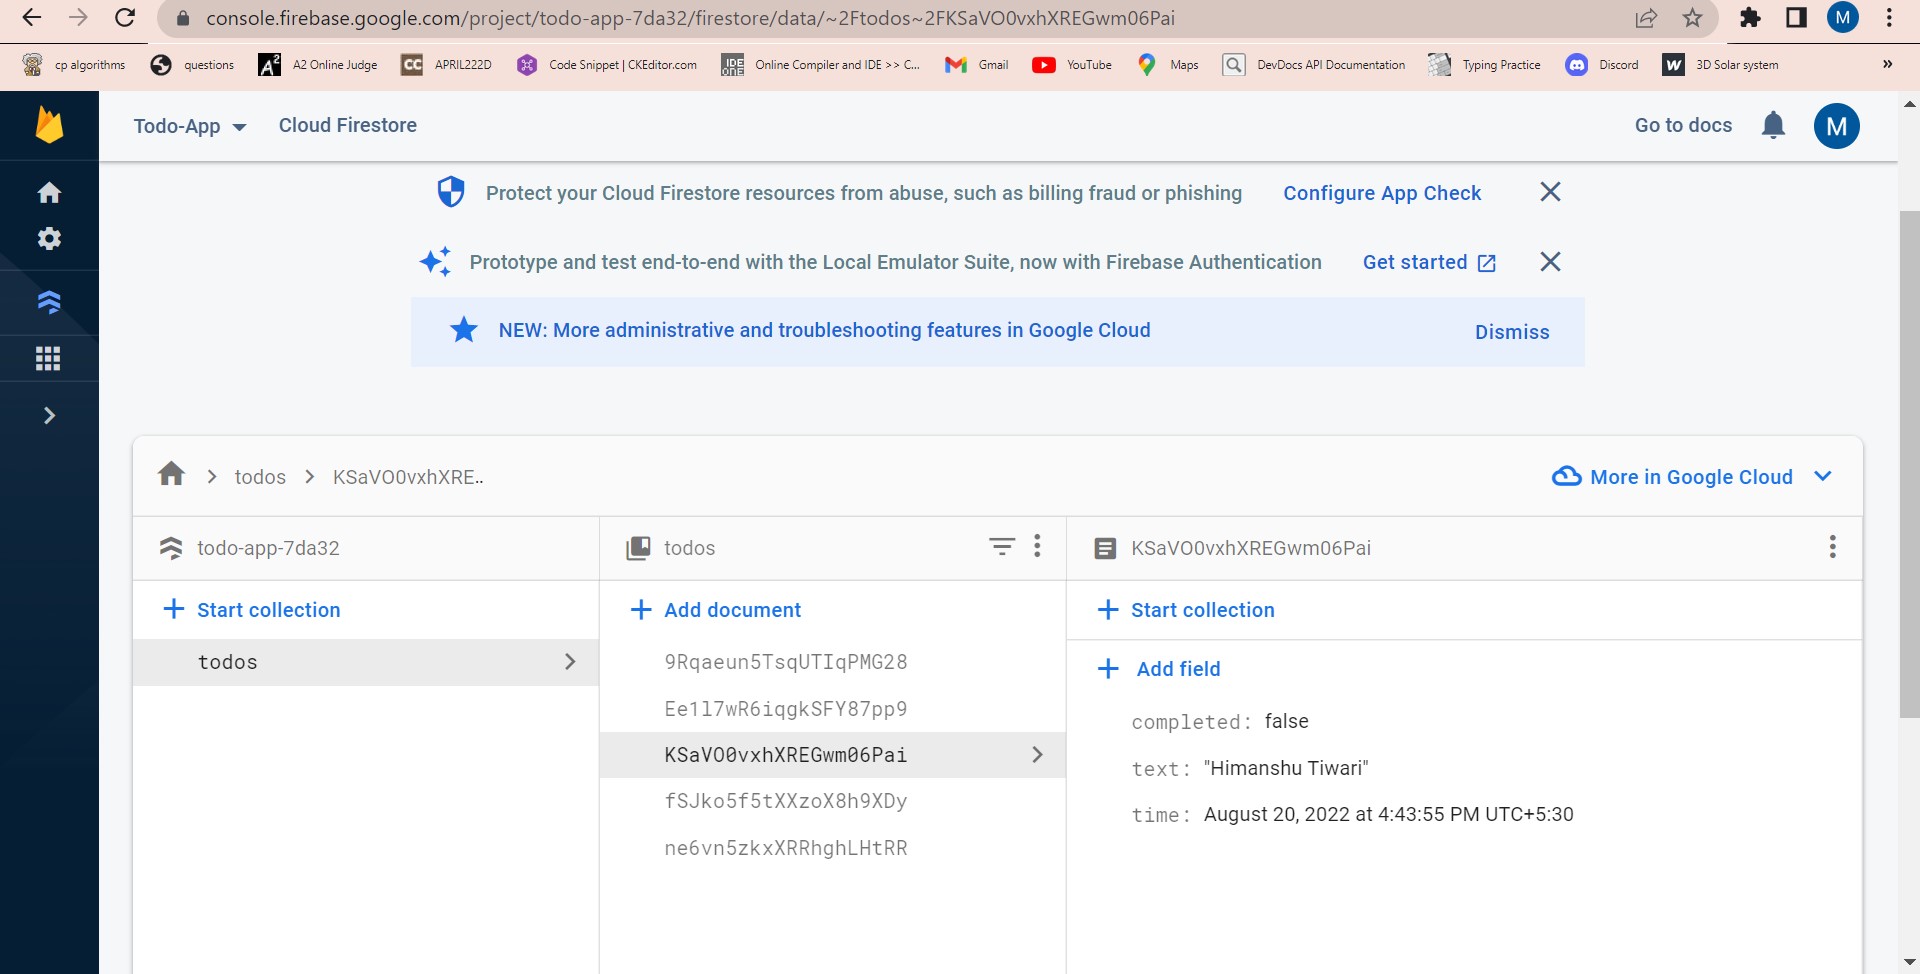 console.firebase.google.com/project/todo-app-7da32/firestore/data/~2Ftodos~2FKSaVO0vxhXREGwm06Pai
M
cp algorithms
questions
A2 A2 Online Judge
CC APRIL222D
Code Snippet | CKEditor.com
IDE ONE Online Compiler and IDE >> C...
Gmail
YouTube
Maps
DevDocs API Documentation
Typing Practice
Discord
W 3D Solar system
»
Todo-App
Cloud Firestore
Go to docs
M
Protect your Cloud Firestore resources from abuse, such as billing fraud or phishing
Configure App Check
Prototype and test end-to-end with the Local Emulator Suite, now with Firebase Authentication
Get started
NEW: More administrative and troubleshooting features in Google Cloud
Dismiss
todos
KSaVO0vxhXRE..
More in Google Cloud
todo-app-7da32
todos
KSaVO0vxhXREGwm06Pai
+ Start collection
+ Add document
+ Start collection
todos
9Rqaeun5TsqUTIqPMG28
Ee1l7wR6iqgkSFY87pp9
KSaVO0vxhXREGwm06Pai
fSJko5f5tXXzoX8h9XDy
ne6vn5zkxXRRhghLHtRR
+ Add field
completed: false
text: "Himanshu Tiwari"
time: August 20, 2022 at 4:43:55 PM UTC+5:30